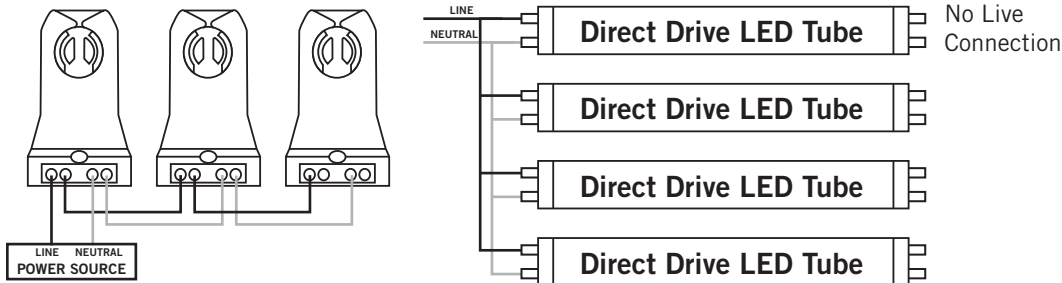 LINE NEUTRAL
POWER SOURCE
LINE
NEUTRAL
Direct Drive LED Tube
No Live
Connection
Direct Drive LED Tube
Direct Drive LED Tube
Direct Drive LED Tube